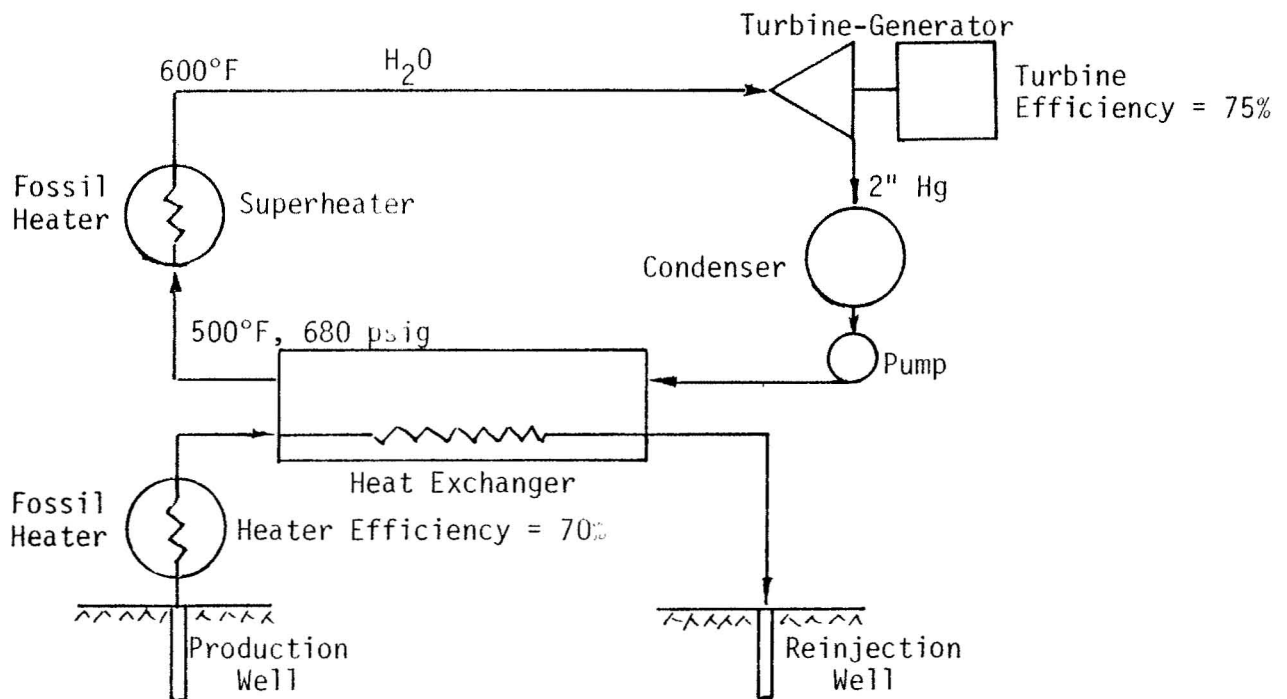 Turbine-Generator
600°F
H₂O
Turbine
Efficiency = 75%
Fossil
Heater
Superheater
2" Hg
Condenser
500°F, 680 psig
Pump
Heat Exchanger
Fossil
Heater
Heater Efficiency = 70%
Production
Well
Reinjection
Well